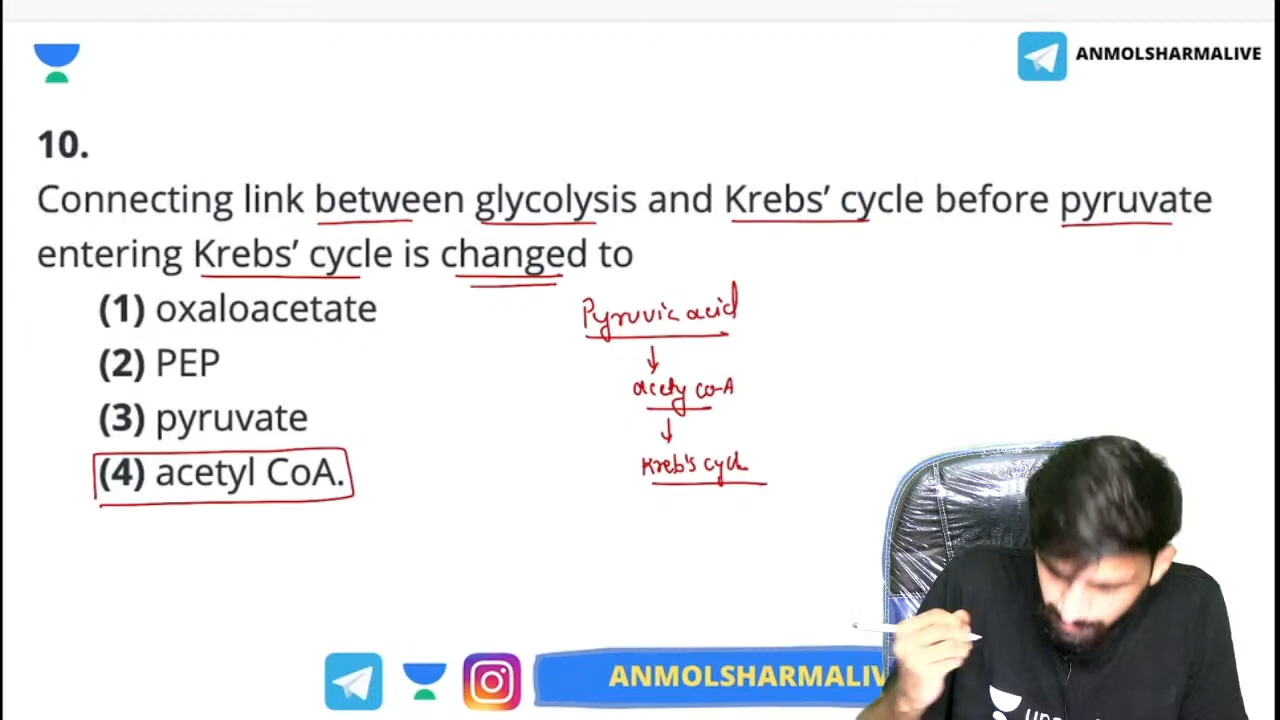 ANMOLSHARMALIVE
10.
Connecting link between glycolysis and Krebs’ cycle before pyruvate
entering Krebs’ cycle is changed to
(1) oxaloacetate
(2) PEP
(3) pyruvate
(4) acetyl CoA.
Pyruvic acid
↓
acety co-A
↓
Kreb's cycl
ANMOLSHARMALIV